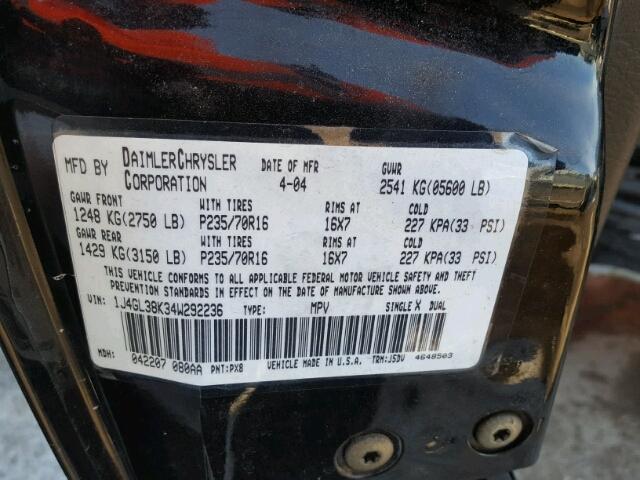 MFD BY DAIMLERCHRYSLER CORPORATION DATE OF MFR 4-04 GVWR 2541 KG(05600 LB)
GAWR FRONT WITH TIRES RIMS AT COLD
1248 KG(2750 LB) P235/70R16 16X7 227 KPA(33 PSI)
GAWR REAR WITH TIRES RIMS AT COLD
1429 KG(3150 LB) P235/70R16 16X7 227 KPA(33 PSI)
THIS VEHICLE CONFORMS TO ALL APPLICABLE FEDERAL MOTOR VEHICLE SAFETY AND THEFT
PREVENTION STANDARDS IN EFFECT ON THE DATE OF MANUFACTURE SHOWN ABOVE.
VIN: 1J4GL38K34W292236 TYPE: MPV SINGLE X DUAL
MDH: 042207 080AA PNT:PX8 VEHICLE MADE IN U.S.A. TRM:J5DV 4648503